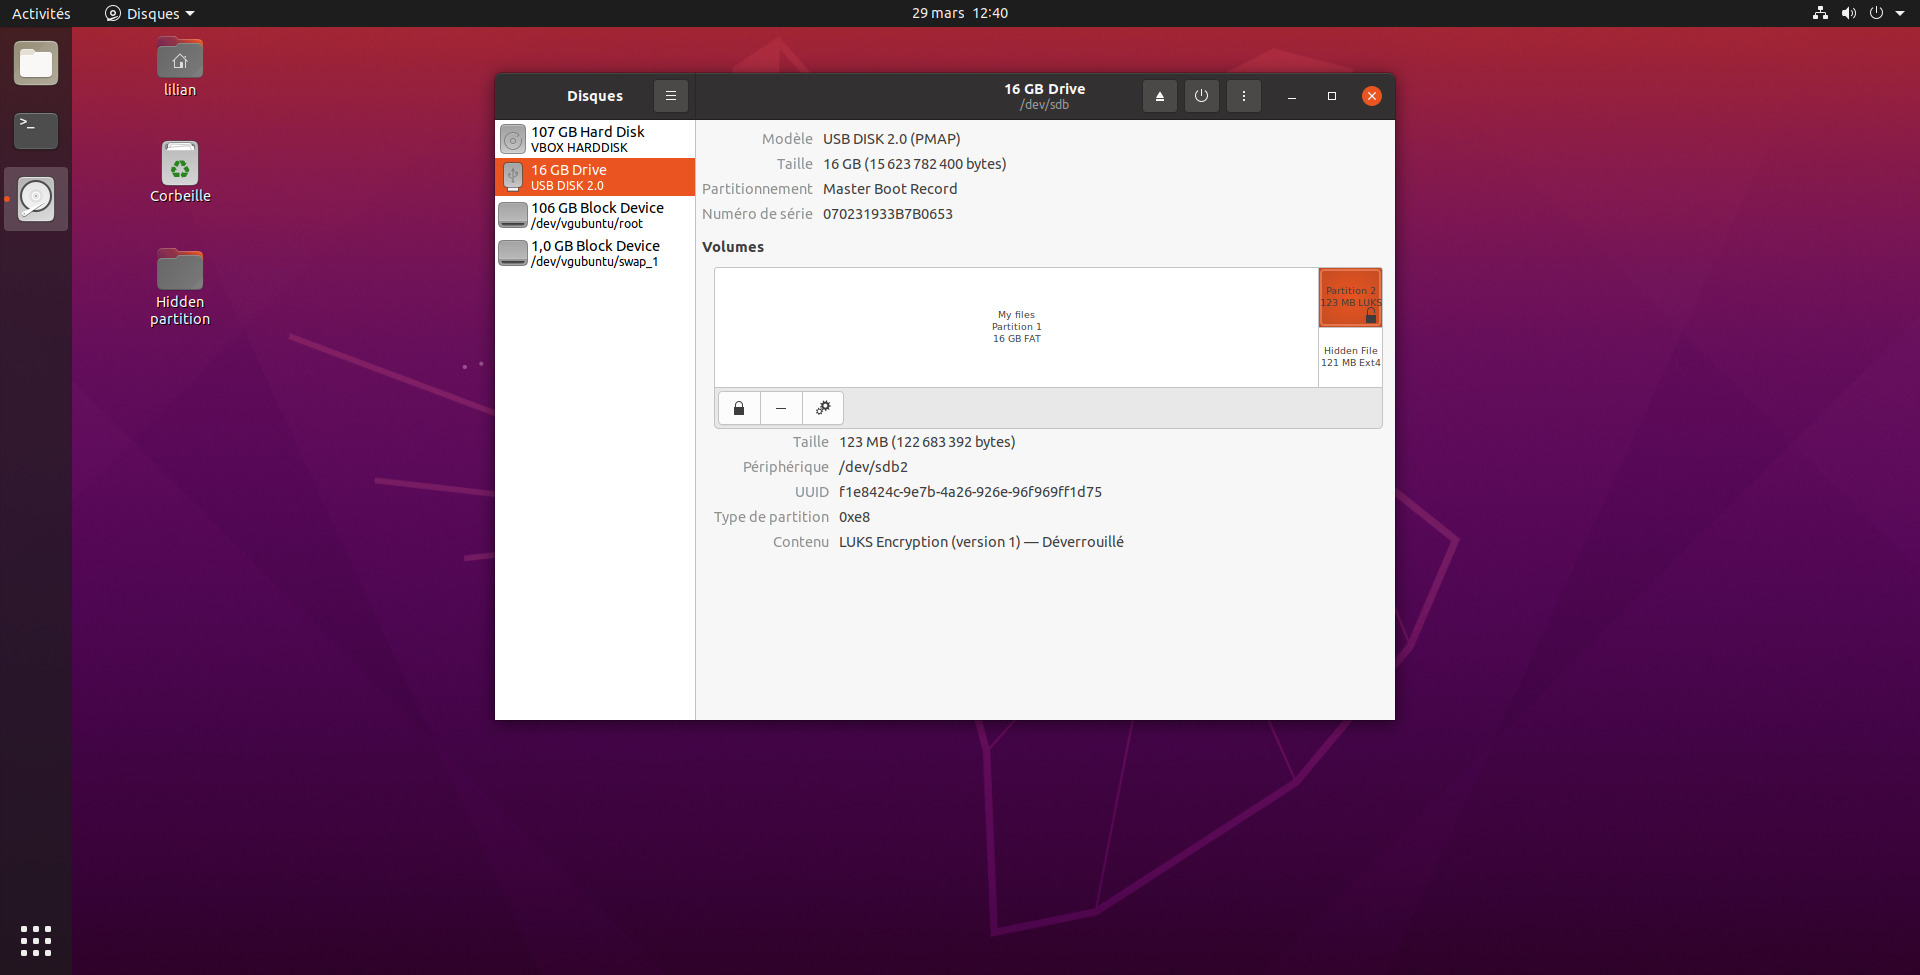 Activités
Disques
29 mars 12:40
lilian
Corbeille
Hidden
partition
Disques
16 GB Drive
/dev/sdb
107 GB Hard Disk
VBOX HARDDISK
16 GB Drive
USB DISK 2.0
106 GB Block Device
/dev/vgubuntu/root
1,0 GB Block Device
/dev/vgubuntu/swap_1
Modèle USB DISK 2.0 (PMAP)
Taille 16 GB (15 623 782 400 bytes)
Partitionnement Master Boot Record
Numéro de série 070231933B7B0653
Volumes
My files
Partition 1
16 GB FAT
Partition 2
123 MB LUKS
Hidden File
121 MB Ext4
Taille 123 MB (122 683 392 bytes)
Périphérique /dev/sdb2
UUID f1e8424c-9e7b-4a26-926e-96f969ff1d75
Type de partition 0xe8
Contenu LUKS Encryption (version 1) — Déverrouillé